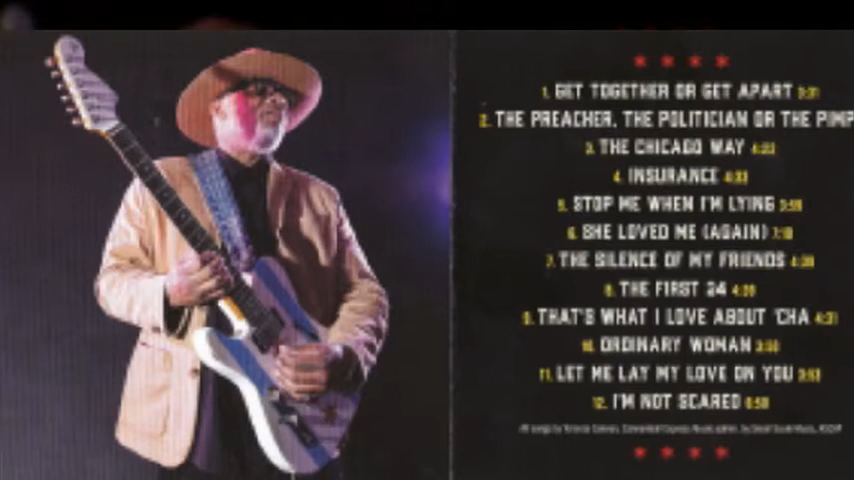 1. GET TOGETHER OR GET APART
2. THE PREACHER, THE POLITICIAN OR THE PIMP
3. THE CHICAGO WAY
4. INSURANCE
5. STOP ME WHEN I'M LYING
6. SHE LOVED ME (AGAIN)
7. THE SILENCE OF MY FRIENDS
8. THE FIRST 24
9. THAT'S WHAT I LOVE ABOUT 'CHA
10. ORDINARY WOMAN
11. LET ME LAY MY LOVE ON YOU
12. I'M NOT SCARED